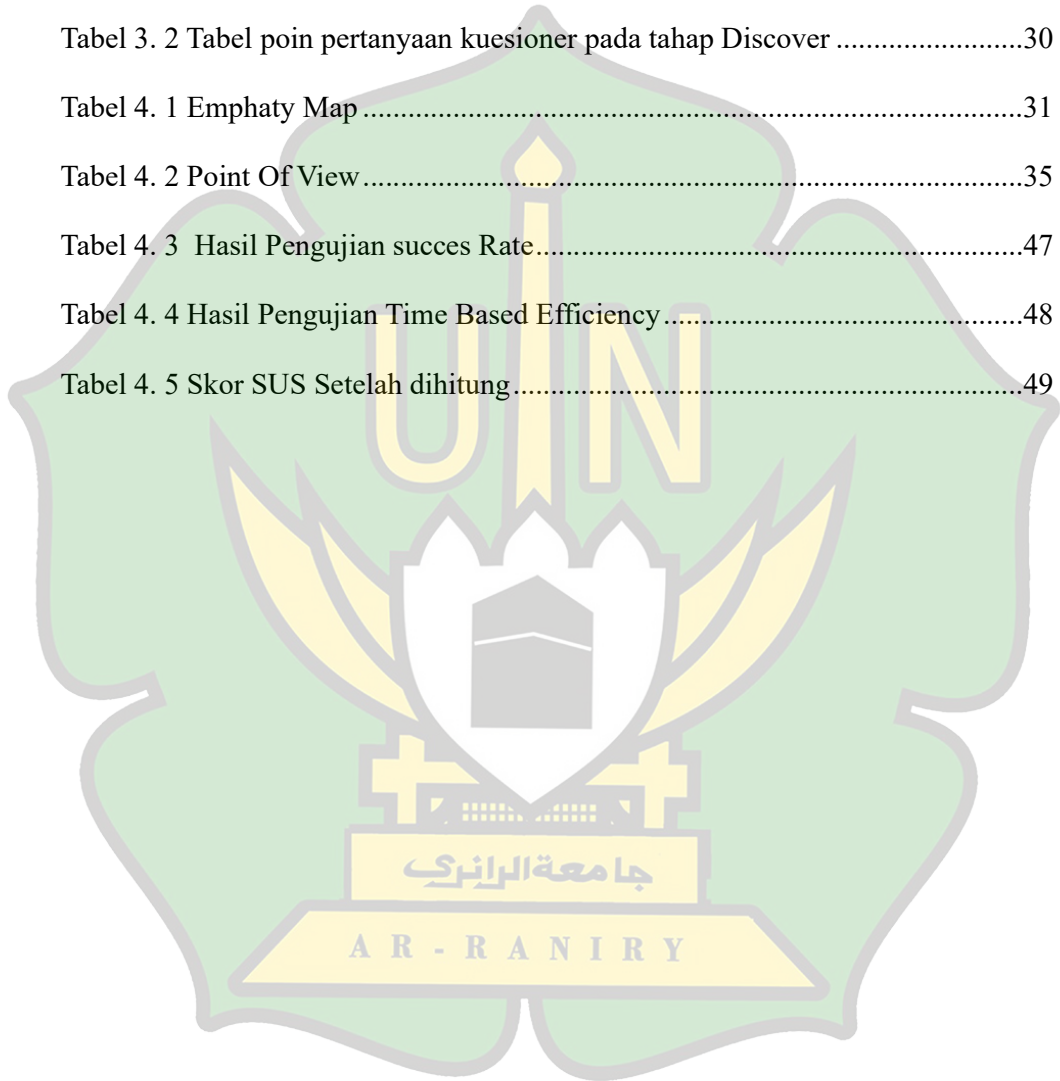 Tabel 3. 2 Tabel poin pertanyaan kuesioner pada tahap Discover ........................30
Tabel 4. 1 Emphaty Map ...................................................................................31
Tabel 4. 2 Point Of View...................................................................................35
Tabel 4. 3  Hasil Pengujian succes Rate.............................................................47
Tabel 4. 4 Hasil Pengujian Time Based Efficiency.............................................48
Tabel 4. 5 Skor SUS Setelah dihitung................................................................49
UIN
جامعةالرانري
AR-RANIRY